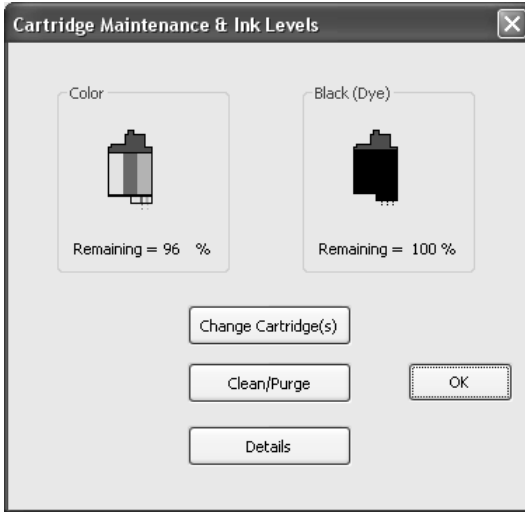 Cartridge Maintenance & Ink Levels
Color
Black (Dye)
Remaining = 96 %
Remaining = 100 %
Change Cartridge(s)
Clean/Purge
OK
Details